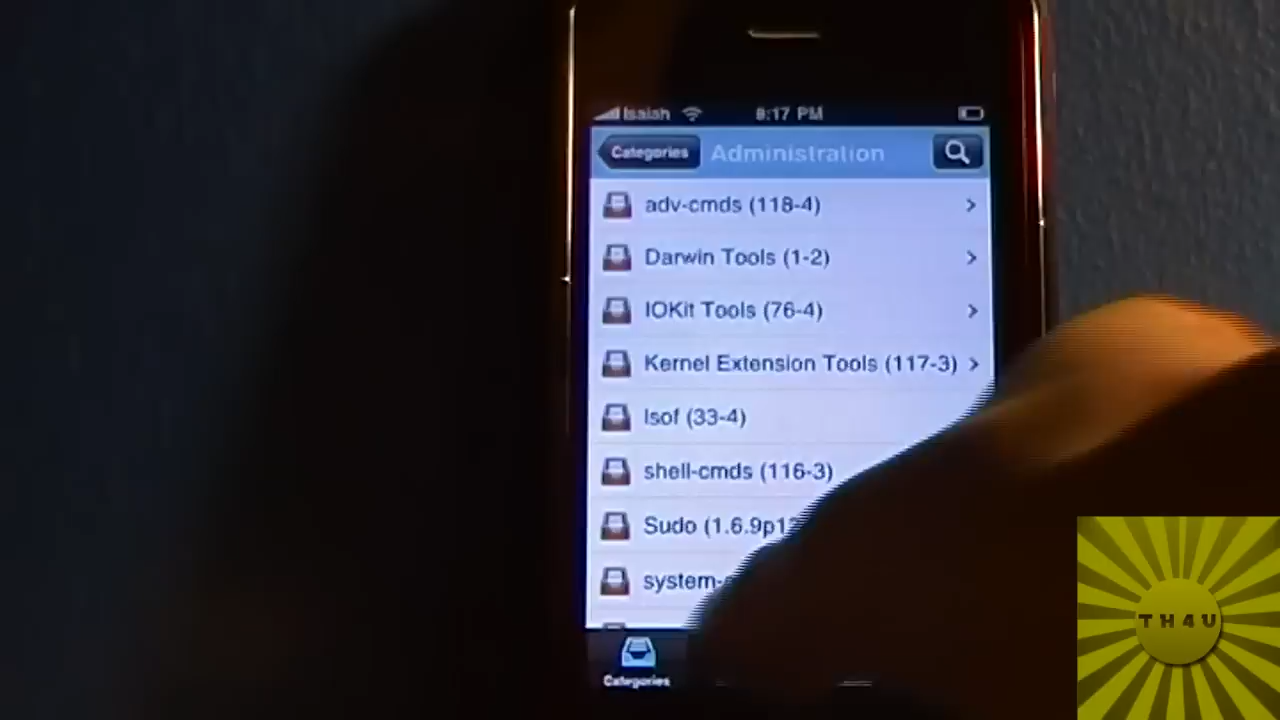 Isaiah 8:17 PM
Categories Administration
adv-cmds (118-4)
Darwin Tools (1-2)
IOKit Tools (76-4)
Kernel Extension Tools (117-3)
lsof (33-4)
shell-cmds (116-3)
Sudo (1.6.9p1
system-
Categories
TH4U